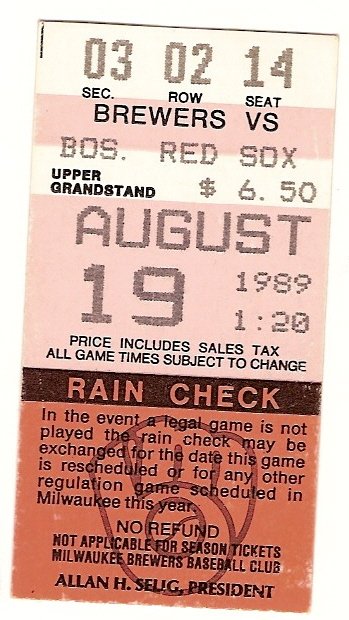 03 02 14
SEC. ROW SEAT
BREWERS VS
BOS. RED SOX
UPPER
GRANDSTAND $ 6.50
AUGUST
19 1989
1:20
PRICE INCLUDES SALES TAX
ALL GAME TIMES SUBJECT TO CHANGE
RAIN CHECK
In the event a legal game is not
played the rain check may be
exchanged for the date this game
is rescheduled or for any other
regulation game scheduled in
Milwaukee this year.
NO REFUND
NOT APPLICABLE FOR SEASON TICKETS
MILWAUKEE BREWERS BASEBALL CLUB
ALLAN H. SELIG, PRESIDENT